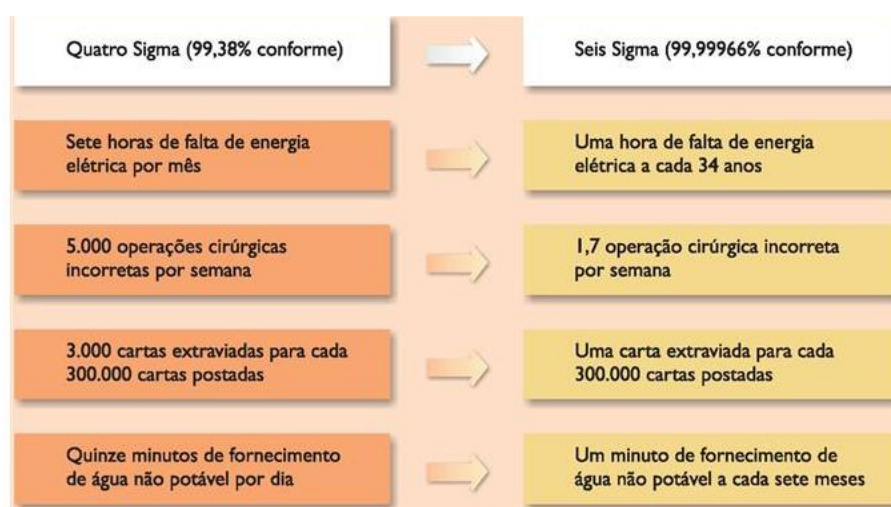 Quatro Sigma (99,38% conforme)
Seis Sigma (99,99966% conforme)
Sete horas de falta de energia
elétrica por mês
Uma hora de falta de energia
elétrica a cada 34 anos
5.000 operações cirúrgicas
incorretas por semana
1,7 operação cirúrgica incorreta
por semana
3.000 cartas extraviadas para cada
300.000 cartas postadas
Uma carta extraviada para cada
300.000 cartas postadas
Quinze minutos de fornecimento
de água não potável por dia
Um minuto de fornecimento de
água não potável a cada sete meses